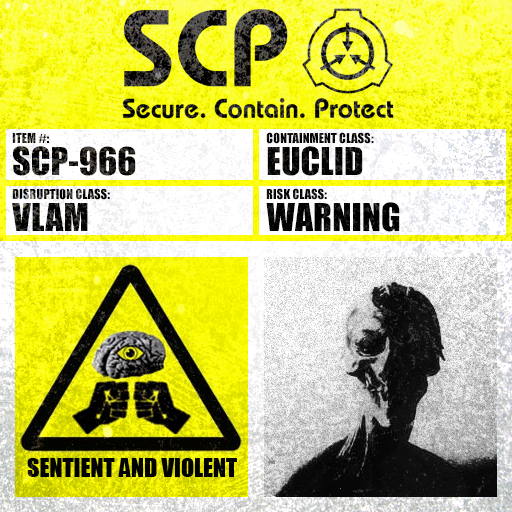 SCP
Secure. Contain. Protect
ITEM #:
SCP-966
CONTAINMENT CLASS:
EUCLID
DISRUPTION CLASS:
VLAM
RISK CLASS:
WARNING
SENTIENT AND VIOLENT